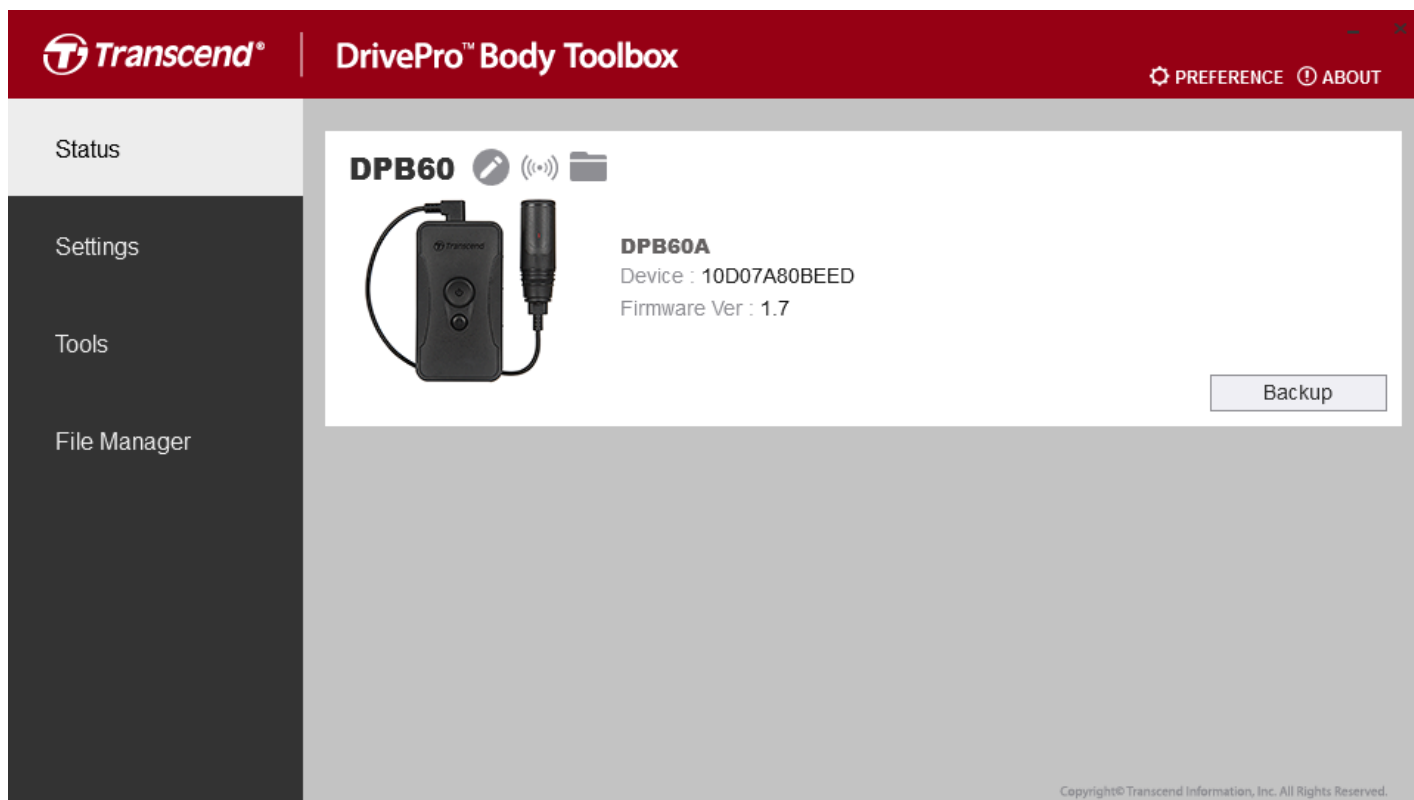 Transcend®
DrivePro™ Body Toolbox
PREFERENCE ABOUT
Status
Settings
Tools
File Manager
DPB60
Transcend
DPB60A
Device : 10D07A80BEED
Firmware Ver : 1.7
Backup
Copyright© Transcend Information, Inc. All Rights Reserved.